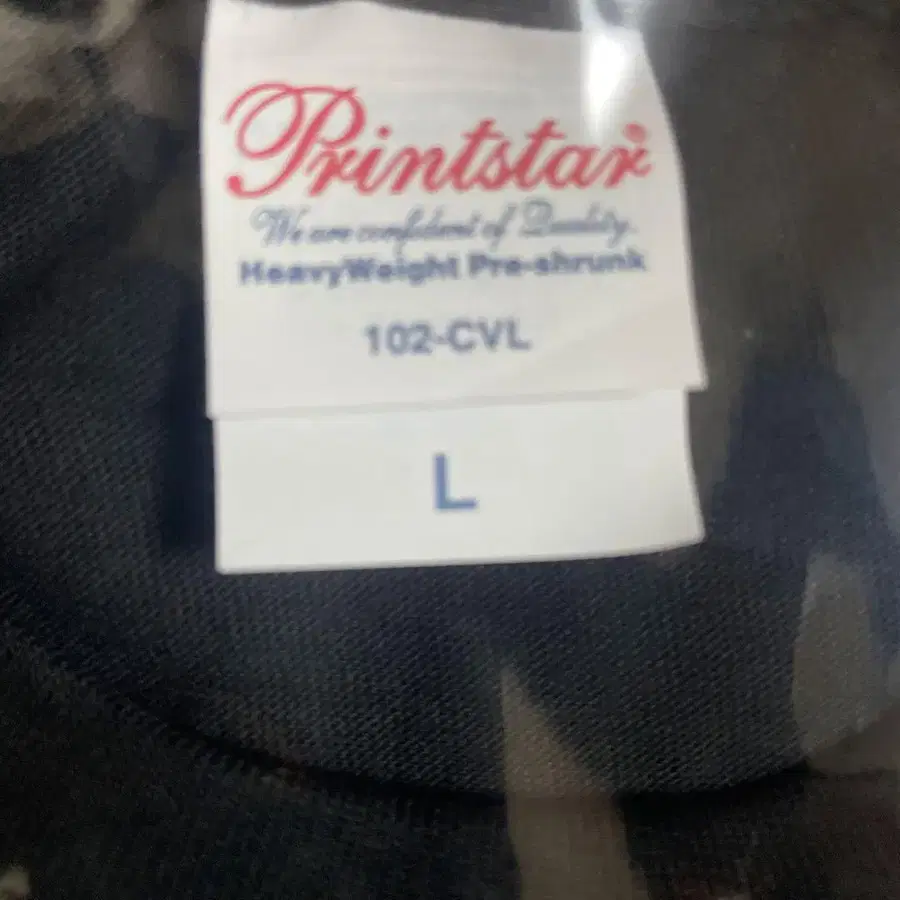 Printstar®
We are confident of Quality.
HeavyWeight Pre-shrunk
102-CVL
L